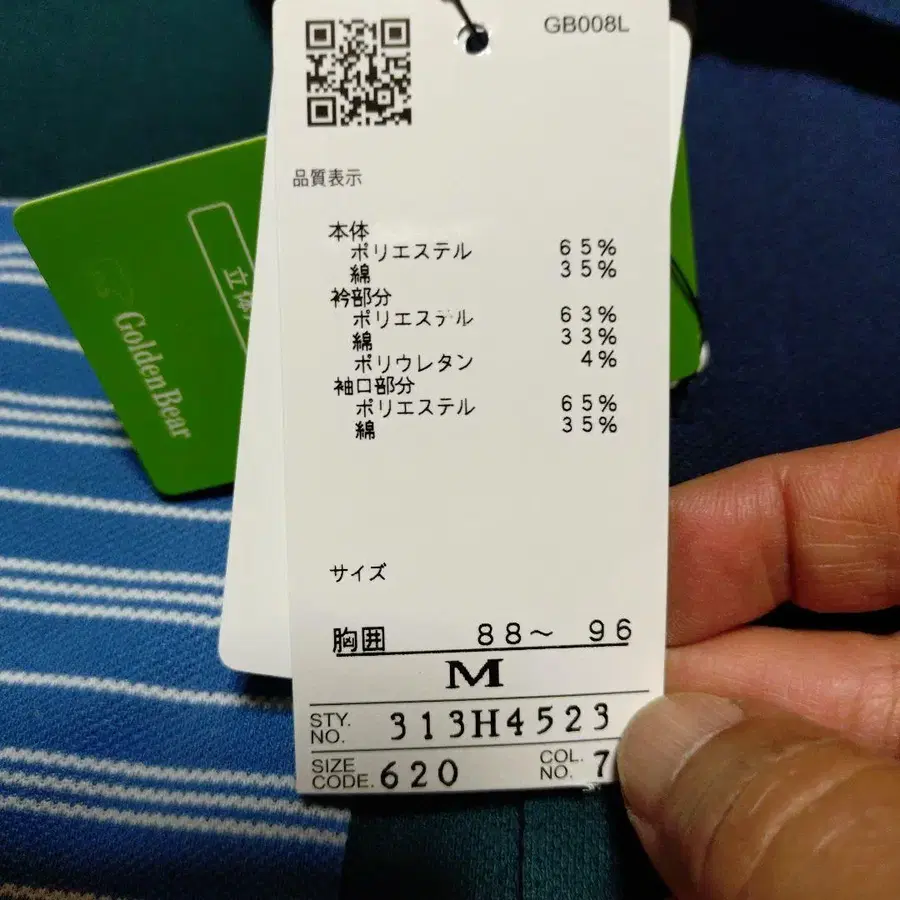 GB008L
品質表示
本体
ポリエステル 65%
綿 35%
衿部分
ポリエステル 63%
綿 33%
ポリウレタン 4%
袖口部分
ポリエステル 65%
綿 35%
サイズ
胸囲 88~ 96
M
STY. NO. 313H4523
SIZE CODE. 620 COL. NO. 7
立体
GoldenBear